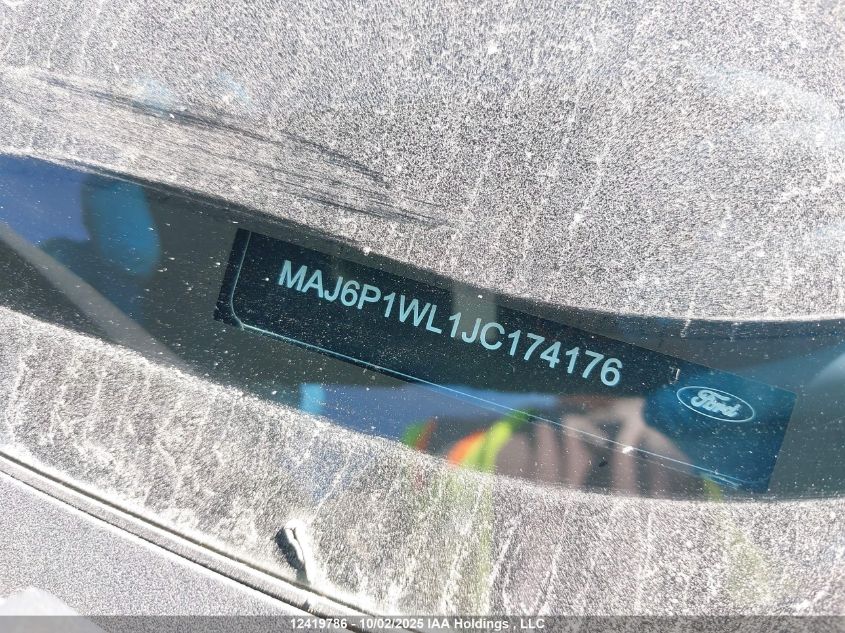 MAJ6P1WL1JC174176
Ford
12419786 - 10/02/2025 IAA Holdings , LLC